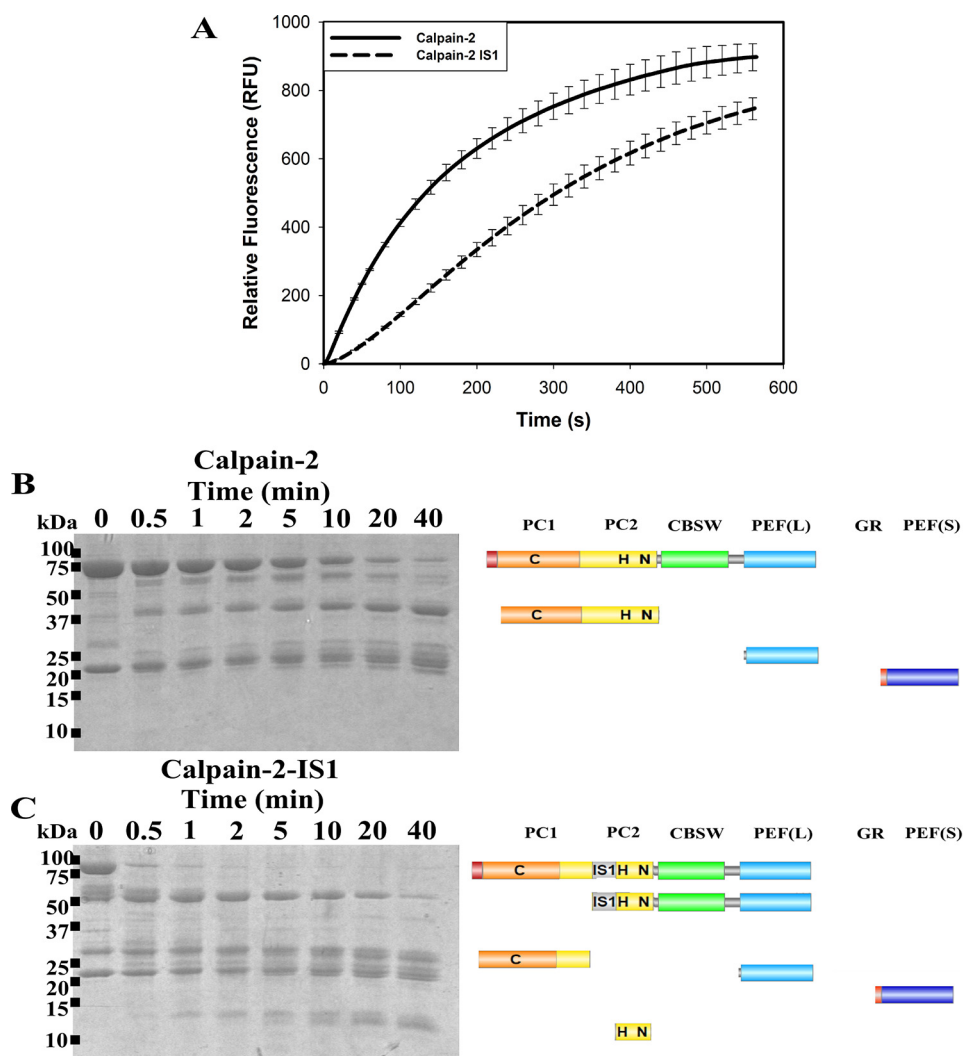 A
Calpain-2
Calpain-2 IS1
Relative Fluorescence (RFU)
1000
800
600
400
200
0
0 100 200 300 400 500 600
Time (s)
B
Calpain-2
Time (min)
kDa 0 0.5 1 2 5 10 20 40
100
75
50
37
25
20
15
10
PC1 PC2 CBSW PEF(L) GR PEF(S)
C H N
C H N
C
Calpain-2-IS1
Time (min)
kDa 0 0.5 1 2 5 10 20 40
100
75
50
37
25
20
15
10
PC1 PC2 CBSW PEF(L) GR PEF(S)
C IS1 H N
IS1 H N
C
H N